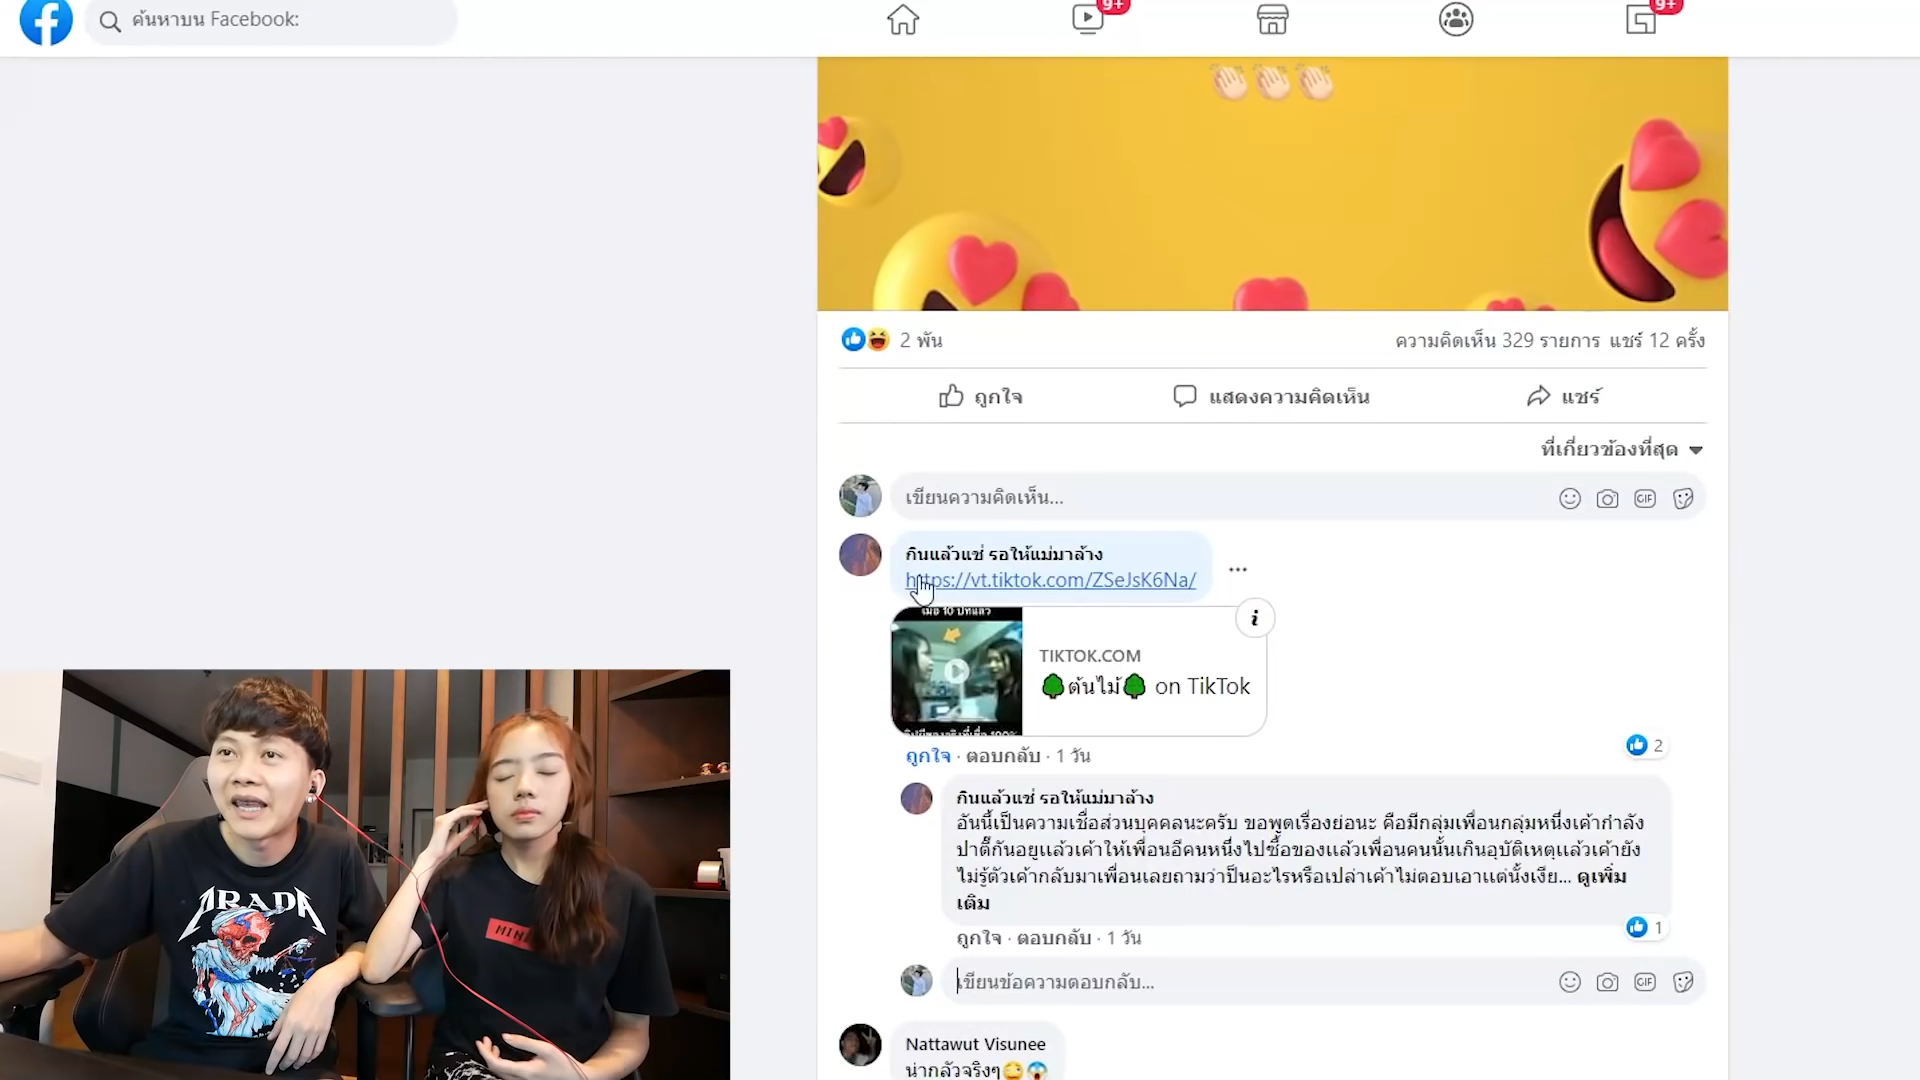 ค้นหาบน Facebook:
9+
9+
2 พัน
ความคิดเห็น 329 รายการ แชร์ 12 ครั้ง
ถูกใจ
แสดงความคิดเห็น
แชร์
ที่เกี่ยวข้องที่สุด
เขียนความคิดเห็น...
GIF
กินแล้วแช่ รอให้แม่มาล้าง
https://vt.tiktok.com/ZSeJsK6Na/
เมื่อ 10 ปีที่แล้ว
TIKTOK.COM
ต้นไม้ on TikTok
ถูกใจ · ตอบกลับ · 1 วัน
2
กินแล้วแช่ รอให้แม่มาล้าง
อันนี้เป็นความเชื่อส่วนบุคคลนะครับ ขอพูดเรื่องย่อนะ คือมีกลุ่มเพื่อนกลุ่มหนึ่งเค้ากำลัง
ปาตี๊กันอยู่แล้วเค้าให้เพื่อนอีคนหนึ่งไปซื้อของแล้วเพื่อนคนนั้นเกินอุบัติเหตุแล้วเค้ายัง
ไม่รู้ตัวเค้ากลับมาเพื่อนเลยถามว่าป็นอะไรหรือเปล่าเค้าไม่ตอบเอาแต่นั้งเงีย... ดูเพิ่ม
เติม
ถูกใจ · ตอบกลับ · 1 วัน
1
เขียนข้อความตอบกลับ...
GIF
Nattawut Visunee
น่ากลัวจริงๆ
PRADA
MINI